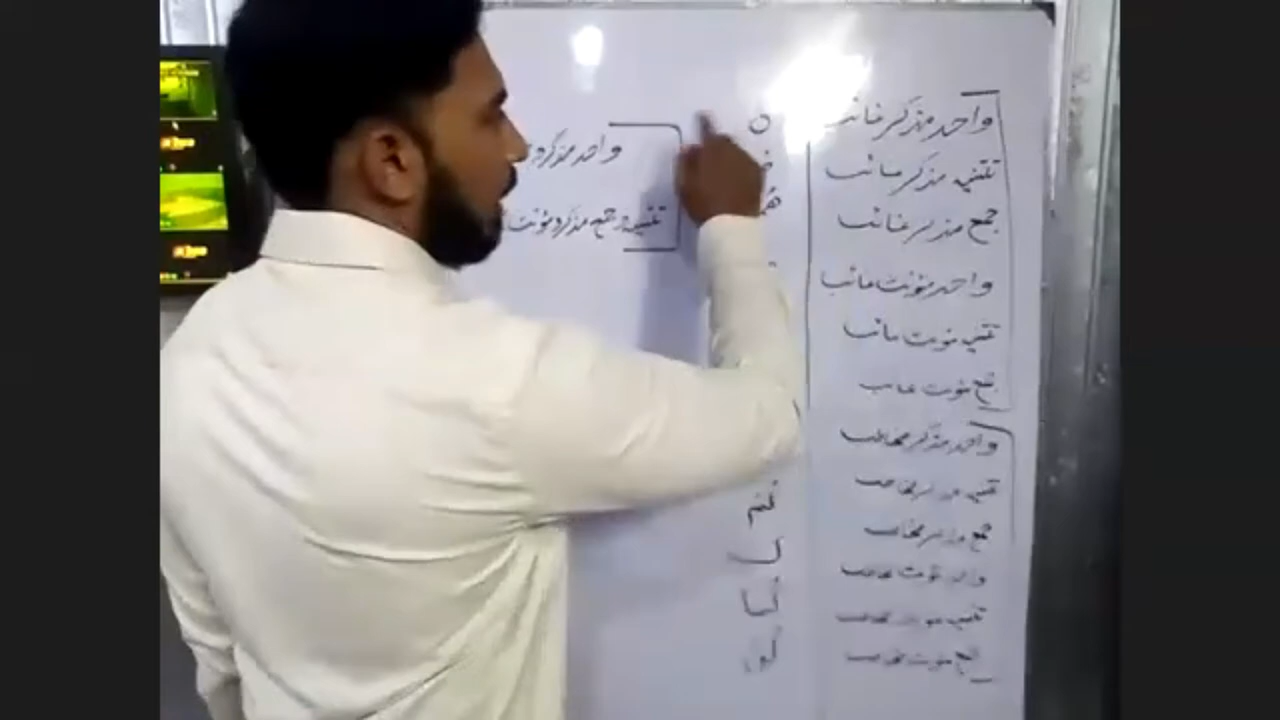 واحد مذکر غائب
تثنیہ مذکر غائب
جمع مذکر غائب
واحد مؤنث غائب
تثنیہ مؤنث غائب
جمع مؤنث غائب
واحد مذکر مخاطب
تثنیہ مذکر مخاطب
جمع مذکر مخاطب
واحد مؤنث
تثنیہ مؤنث مخاطب
جمع مؤنث مخاطب
ہ
ھُمـ
کُم
کِ
کُما
کُنَّ
واحد مذکر و
تثنیہ و جمع مذکر و مؤنث